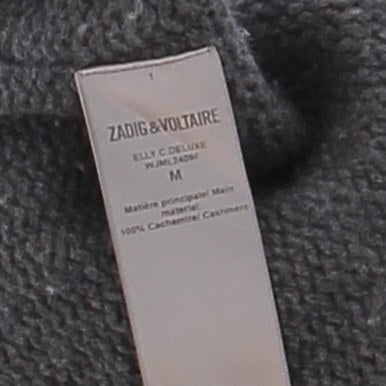 1
ZADIG&VOLTAIRE
ELLY C DELUXE
WJML2409F
M
Matière principale/ Main
material:
100% Cachemire/ Cashmere